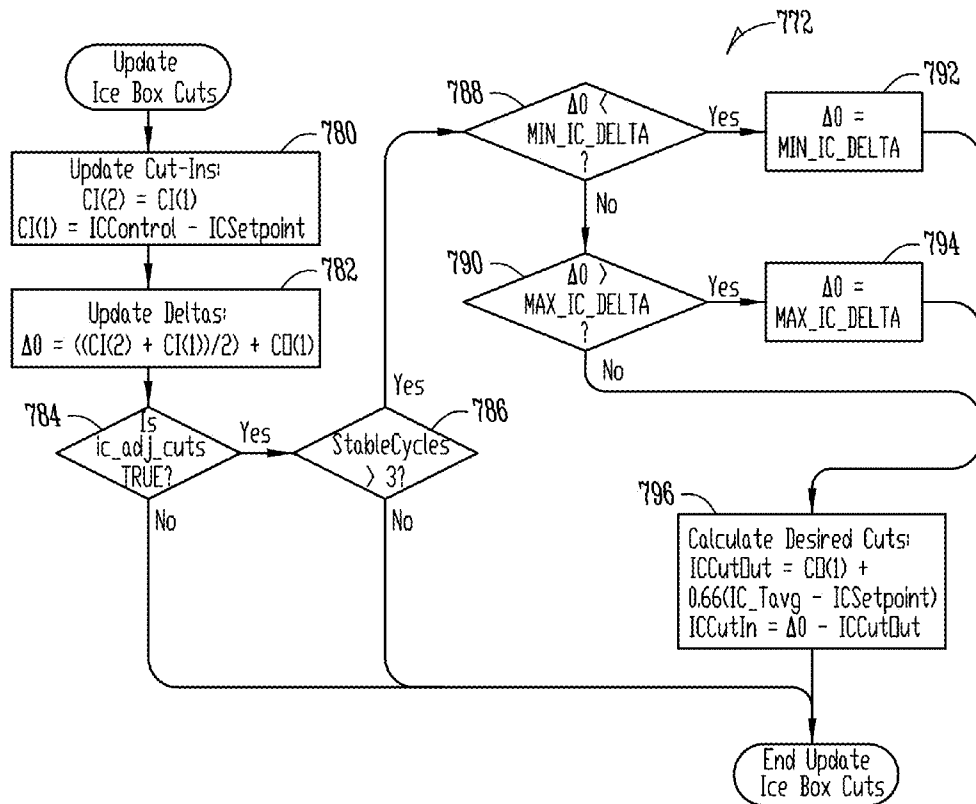 772
Update
Ice Box Cuts
780
Update Cut-Ins:
CI(2) = CI(1)
CI(1) = ICControl - ICSetpoint
782
Update Deltas:
Δ0 = ((CI(2) + CI(1))/2) + CO(1)
784
Is
ic_adj_cuts
TRUE?
Yes
No
786
StableCycles
> 3?
Yes
No
788
Δ0 <
MIN_IC_DELTA
?
Yes
No
792
Δ0 =
MIN_IC_DELTA
790
Δ0 >
MAX_IC_DELTA
?
Yes
No
794
Δ0 =
MAX_IC_DELTA
796
Calculate Desired Cuts:
ICCutOut = CO(1) +
0.66(IC_Tavg - ICSetpoint)
ICCutIn = Δ0 - ICCutOut
End Update
Ice Box Cuts